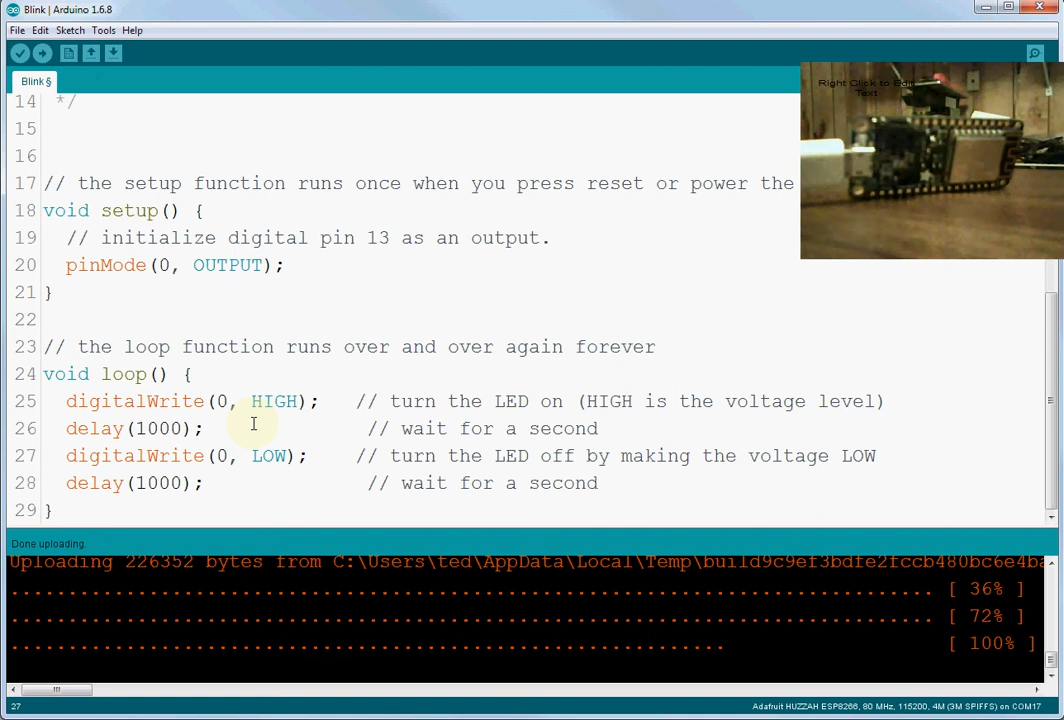 Blink | Arduino 1.6.8
File Edit Sketch Tools Help
Blink §
Right Click to Edit
Text
14 */
15
16
17 // the setup function runs once when you press reset or power the
18 void setup() {
19 // initialize digital pin 13 as an output.
20 pinMode(0, OUTPUT);
21 }
22
23 // the loop function runs over and over again forever
24 void loop() {
25 digitalWrite(0, HIGH); // turn the LED on (HIGH is the voltage level)
26 delay(1000); // wait for a second
27 digitalWrite(0, LOW); // turn the LED off by making the voltage LOW
28 delay(1000); // wait for a second
29 }
Done uploading.
Uploading 226352 bytes from C:\Users\ted\AppData\Local\Temp\build9c9ef3bdfe2fccb480bc6e4ba
................................................................................ [ 36% ]
................................................................................ [ 72% ]
.............................................................. [ 100% ]
27
Adafruit HUZZAH ESP8266, 80 MHz, 115200, 4M (3M SPIFFS) on COM17